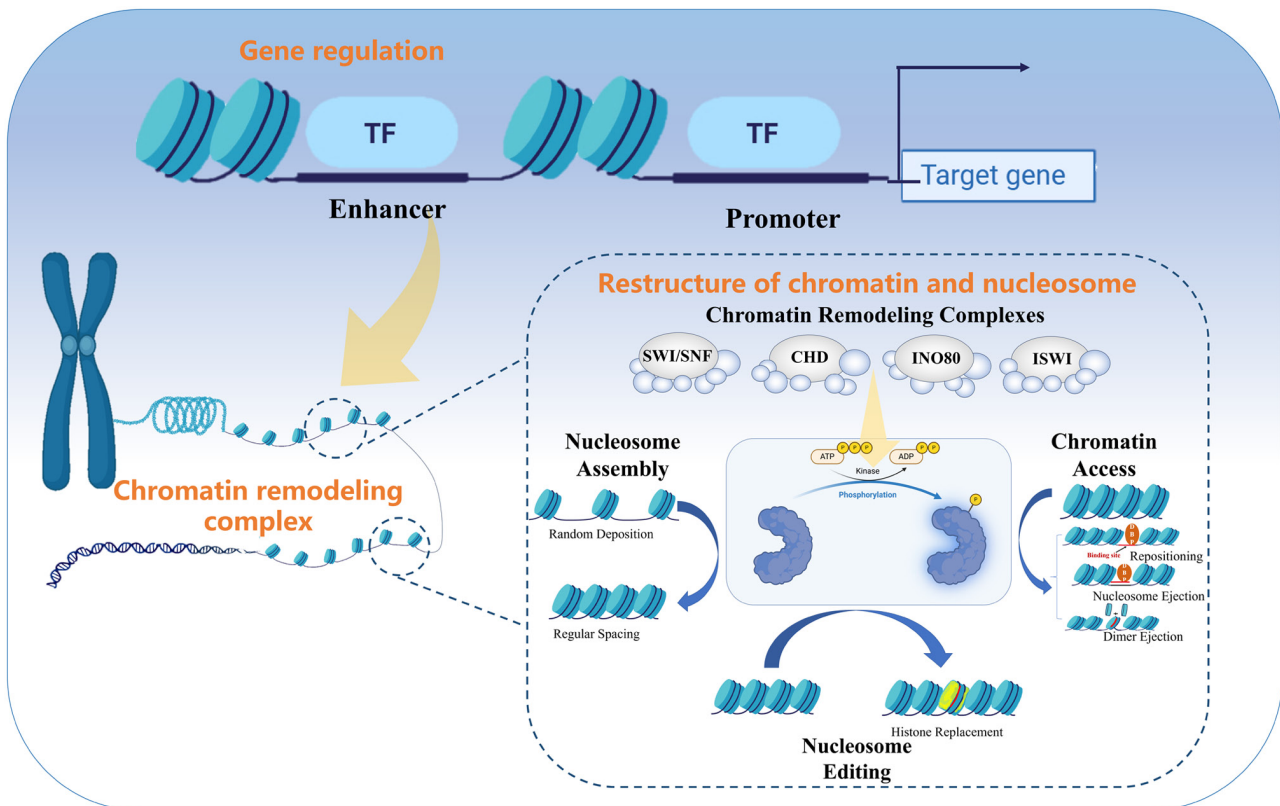 Gene regulation
TF
TF
Enhancer
Promoter
Target gene
Restructure of chromatin and nucleosome
Chromatin Remodeling Complexes
SWI/SNF
CHD
INO80
ISWI
Chromatin remodeling
complex
Nucleosome
Assembly
Random Deposition
Regular Spacing
ATP
P
P
P
ADP
P
P
Kinase
Phosphorylation
P
Chromatin
Access
D
B
P
Binding site
Repositioning
D
B
P
Nucleosome Ejection
Dimer Ejection
Histone Replacement
Nucleosome
Editing